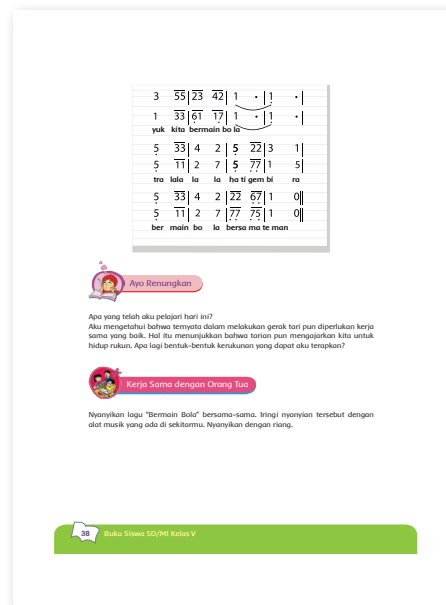 3 55 | 23 42 | 1 • | 1 • |
1 33 | 61 17 | 1 • | 1 • |
yuk kita bermain bo la
5 33 | 4 2 | 5 22 | 3 1 |
5 11 | 2 7 | 5 77 | 1 5 |
tra lala la la ha ti gem bi ra
5 33 | 4 2 | 22 67 | 1 0 ||
5 11 | 2 7 | 77 75 | 1 0 ||
ber main bo la bersa ma te man
Ayo Renungkan
Apa yang telah aku pelajari hari ini?
Aku mengetahui bahwa ternyata dalam melakukan gerak tari pun diperlukan kerja
sama yang baik. Hal itu menunjukkan bahwa tarian pun mengajarkan kita untuk
hidup rukun. Apa lagi bentuk-bentuk kerukunan yang dapat aku terapkan?
Kerja Sama dengan Orang Tua
Nyanyikan lagu “Bermain Bola” bersama-sama. Iringi nyanyian tersebut dengan
alat musik yang ada di sekitarmu. Nyanyikan dengan riang.
38 Buku Siswa SD/MI Kelas V